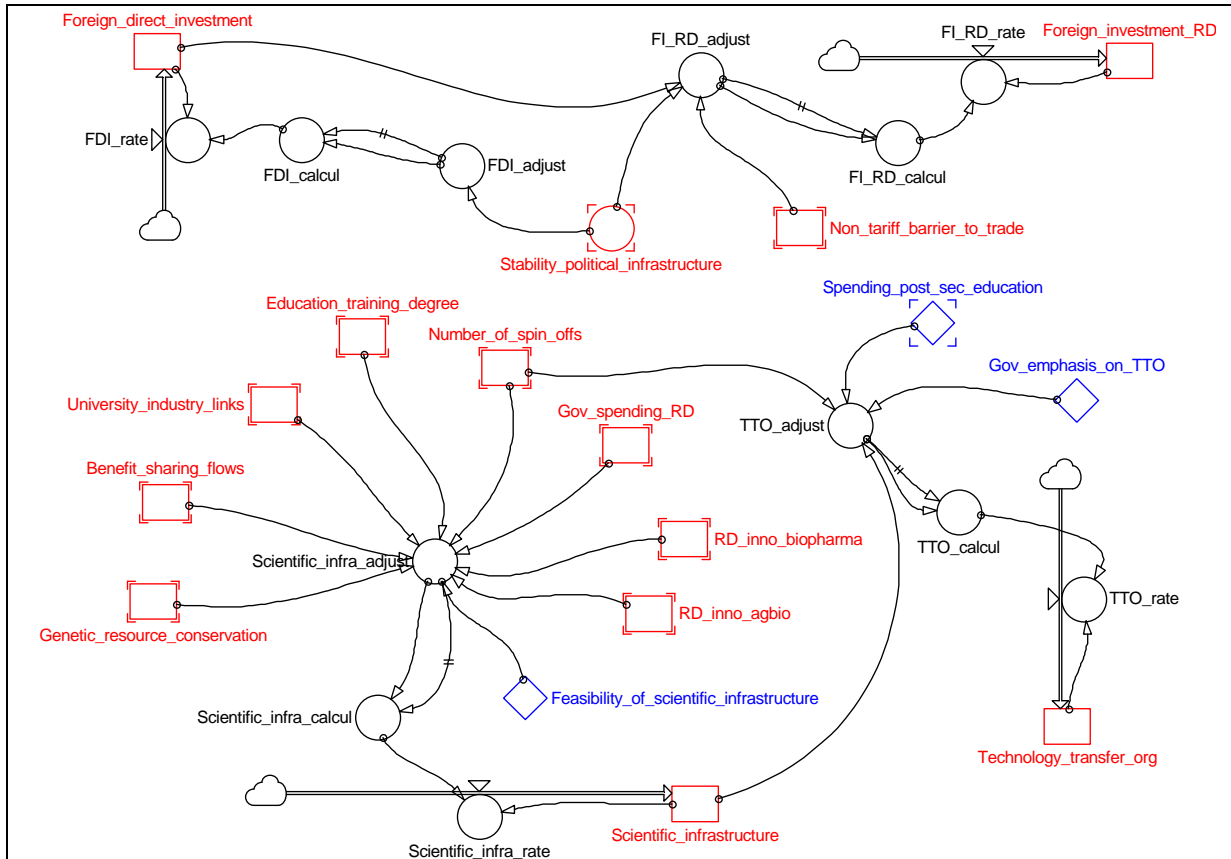 Foreign_direct_investment
FI_RD_adjust
FI_RD_rate
Foreign_investment_RD
FDI_rate
FDI_calcul
FDI_adjust
FI_RD_calcul
Non_tariff_barrier_to_trade
Stability_political_infrastructure
Spending_post_sec_education
Education_training_degree
Number_of_spin_offs
Gov_emphasis_on_TTO
University_industry_links
Gov_spending_RD
TTO_adjust
Benefit_sharing_flows
RD_inno_biopharma
TTO_calcul
Scientific_infra_adjust
TTO_rate
RD_inno_agbio
Genetic_resource_conservation
Feasibility_of_scientific_infrastructure
Scientific_infra_calcul
Technology_transfer_org
Scientific_infrastructure
Scientific_infra_rate